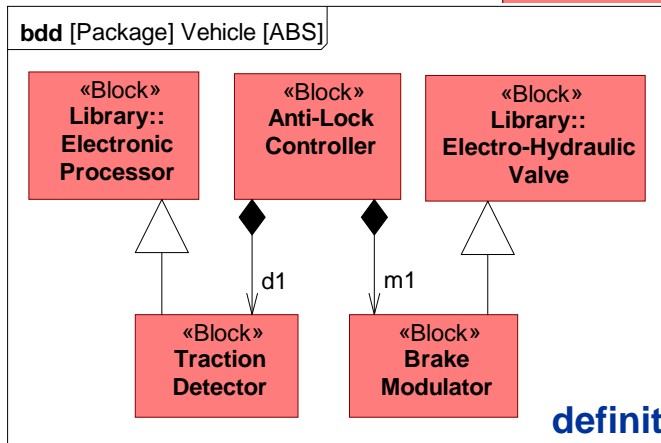 bdd [Package] Vehicle [ABS]
«Block»
Library::
Electronic
Processor
«Block»
Anti-Lock
Controller
«Block»
Library::
Electro-Hydraulic
Valve
d1
m1
«Block»
Traction
Detector
«Block»
Brake
Modulator
definit